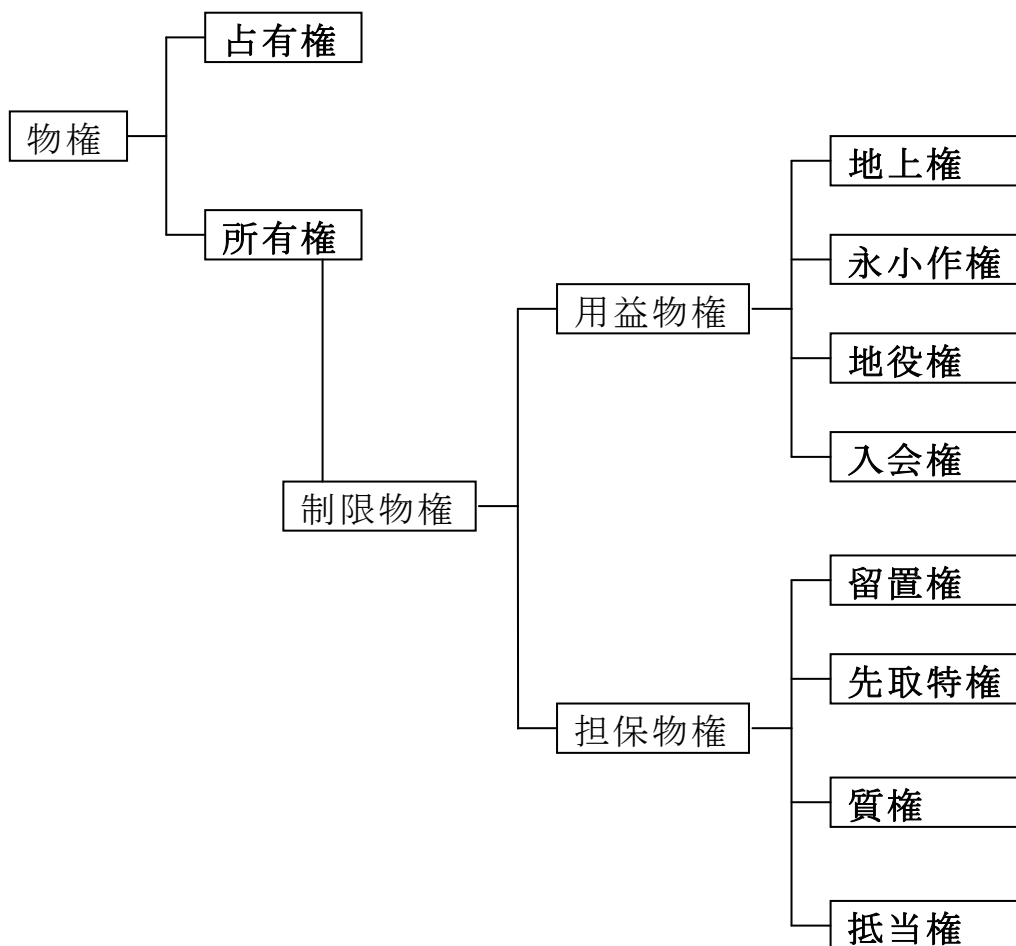 占有権
物権
所有権
制限物権
用益物権
地上権
永小作権
地役権
入会権
担保物権
留置権
先取特権
質権
抵当権